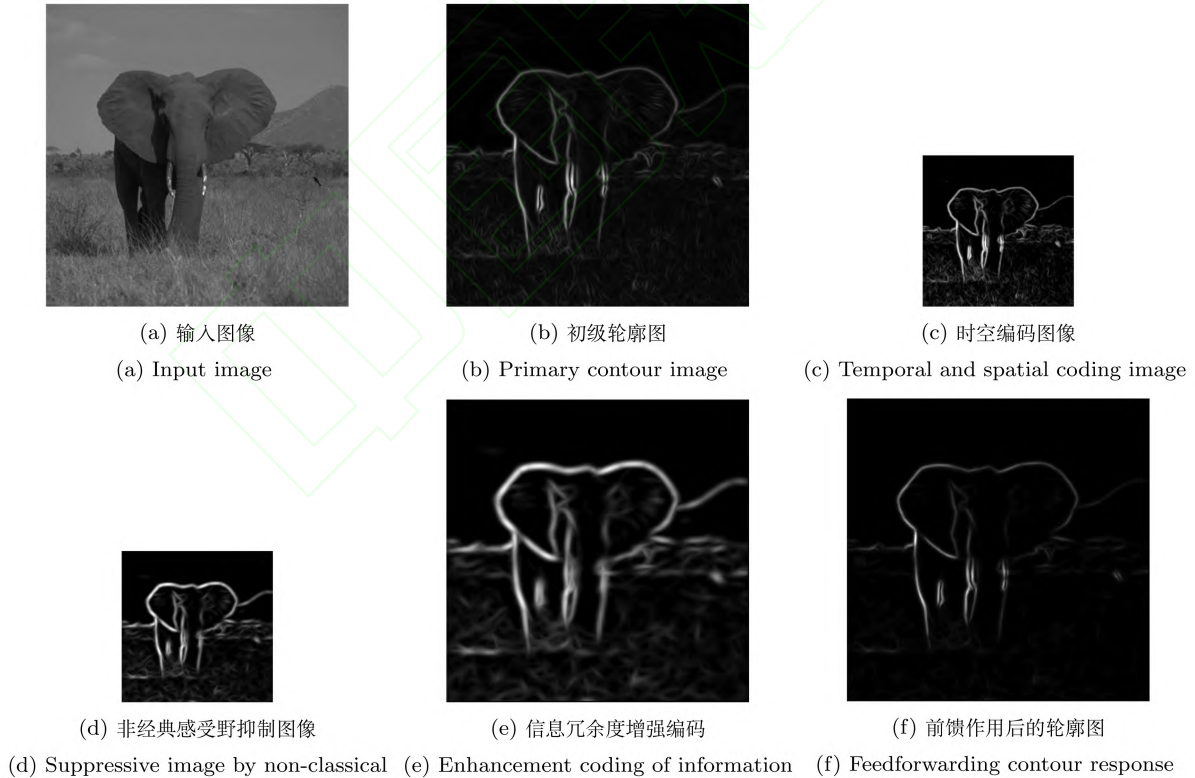 (a) 输入图像
(b) 初级轮廓图
(c) 时空编码图像
(a) Input image
(b) Primary contour image
(c) Temporal and spatial coding image
(d) 非经典感受野抑制图像
(e) 信息冗余度增强编码
(f) 前馈作用后的轮廓图
(d) Suppressive image by non-classical
(e) Enhancement coding of information
(f) Feedforwarding contour response